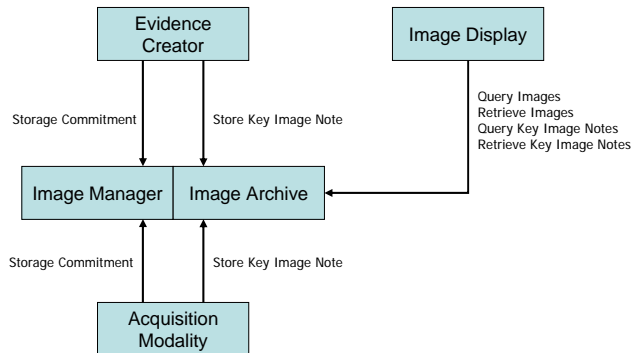 Evidence
Creator
Image Display
Query Images
Retrieve Images
Query Key Image Notes
Retrieve Key Image Notes
Storage Commitment
Store Key Image Note
Image Manager
Image Archive
Storage Commitment
Store Key Image Note
Acquisition
Modality